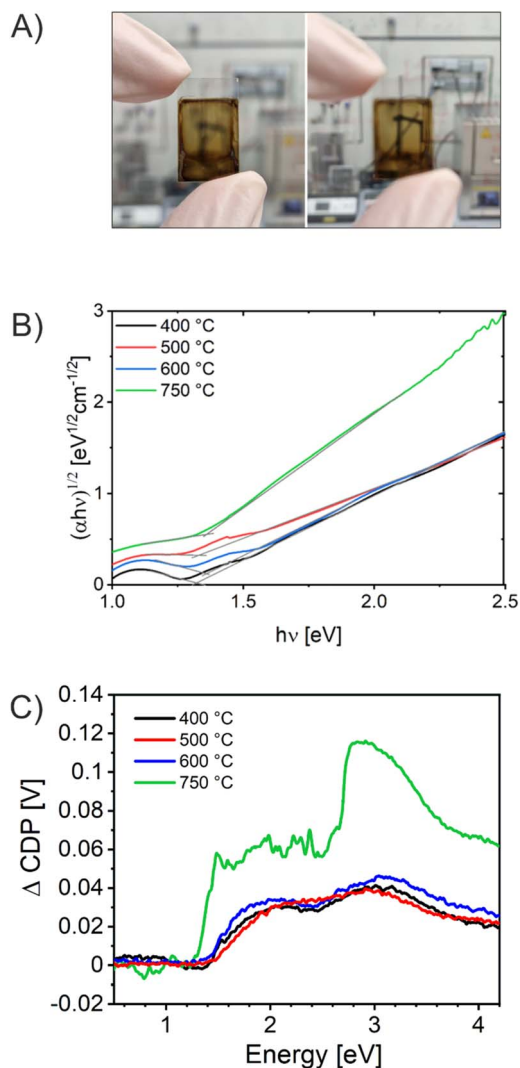 A)
B)
3
2
1
0
(αhν)^1/2 [eV^1/2cm^-1/2]
400 °C
500 °C
600 °C
750 °C
1.0 1.5 2.0 2.5
hν [eV]
C)
0.14
0.12
0.10
0.08
0.06
0.04
0.02
0
-0.02
Δ CDP [V]
400 °C
500 °C
600 °C
750 °C
1 2 3 4
Energy [eV]